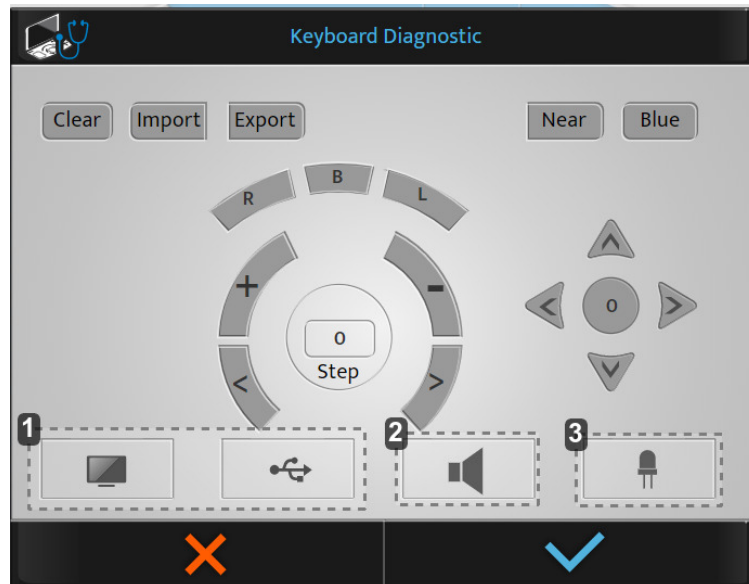 Keyboard Diagnostic
Clear Import Export Near Blue
R B L
+ -
0
0
Step
< >
1 2 3